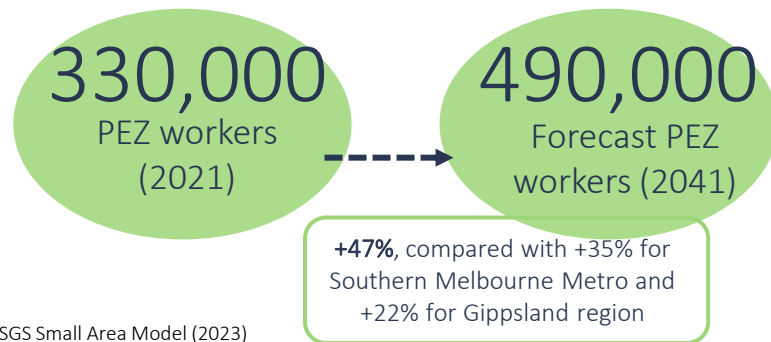 330,000
PEZ workers
(2021)
490,000
Forecast PEZ
workers (2041)
+47%, compared with +35% for
Southern Melbourne Metro and
+22% for Gippsland region
SGS Small Area Model (2023)